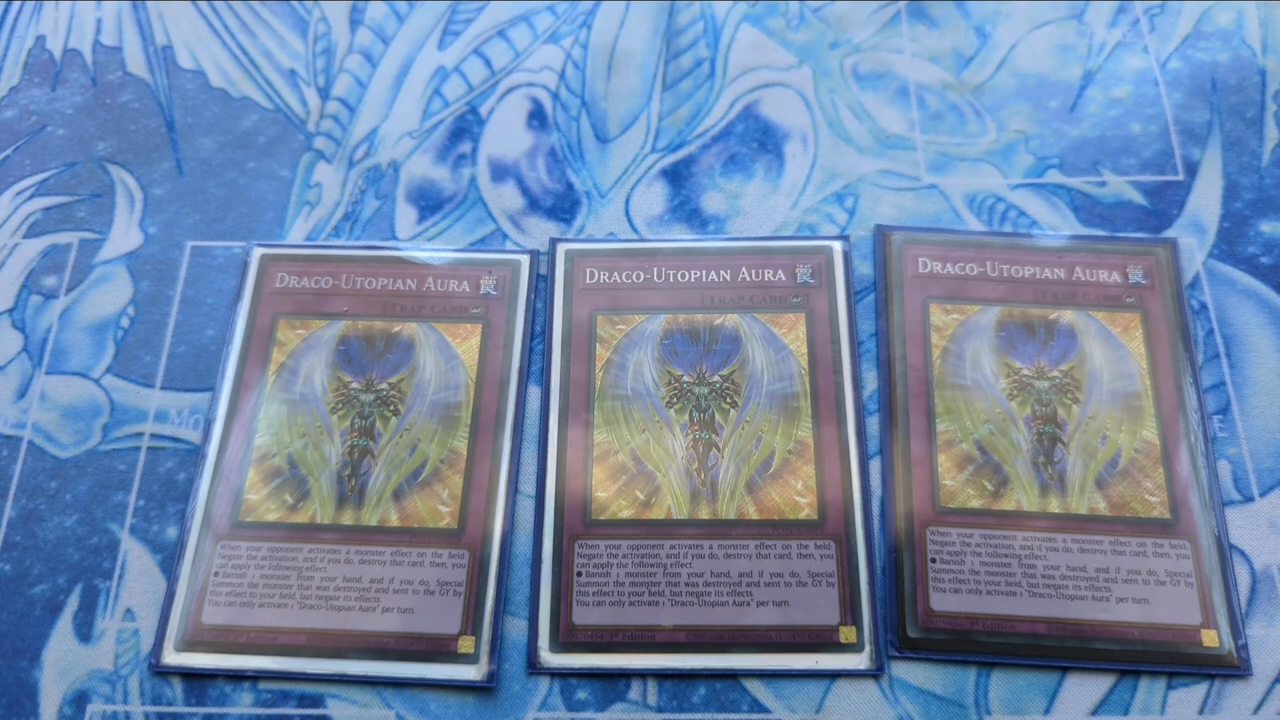 DRACO-UTOPIAN AURA
[TRAP CARD
When your opponent activates a monster effect on the field:
Negate the activation, and if you do, destroy that card, then, you
can apply the following effect.
● Banish 1 monster from your hand, and if you do, Special
Summon the monster that was destroyed and sent to the GY by
this effect to your field, but negate its effects.
You can only activate 1 "Draco-Utopian Aura" per turn.
1st Edition
DRACO-UTOPIAN AURA
[TRAP CARD
When your opponent activates a monster effect on the field:
Negate the activation, and if you do, destroy that card, then, you
can apply the following effect.
● Banish 1 monster from your hand, and if you do, Special
Summon the monster that was destroyed and sent to the GY by
this effect to your field, but negate its effects.
You can only activate 1 "Draco-Utopian Aura" per turn.
1st Edition
DRACO-UTOPIAN AURA
[TRAP CARD
When your opponent activates a monster effect on the field:
Negate the activation, and if you do, destroy that card, then, you
can apply the following effect.
● Banish 1 monster from your hand, and if you do, Special
Summon the monster that was destroyed and sent to the GY by
this effect to your field, but negate its effects.
You can only activate 1 "Draco-Utopian Aura" per turn.
1st Edition